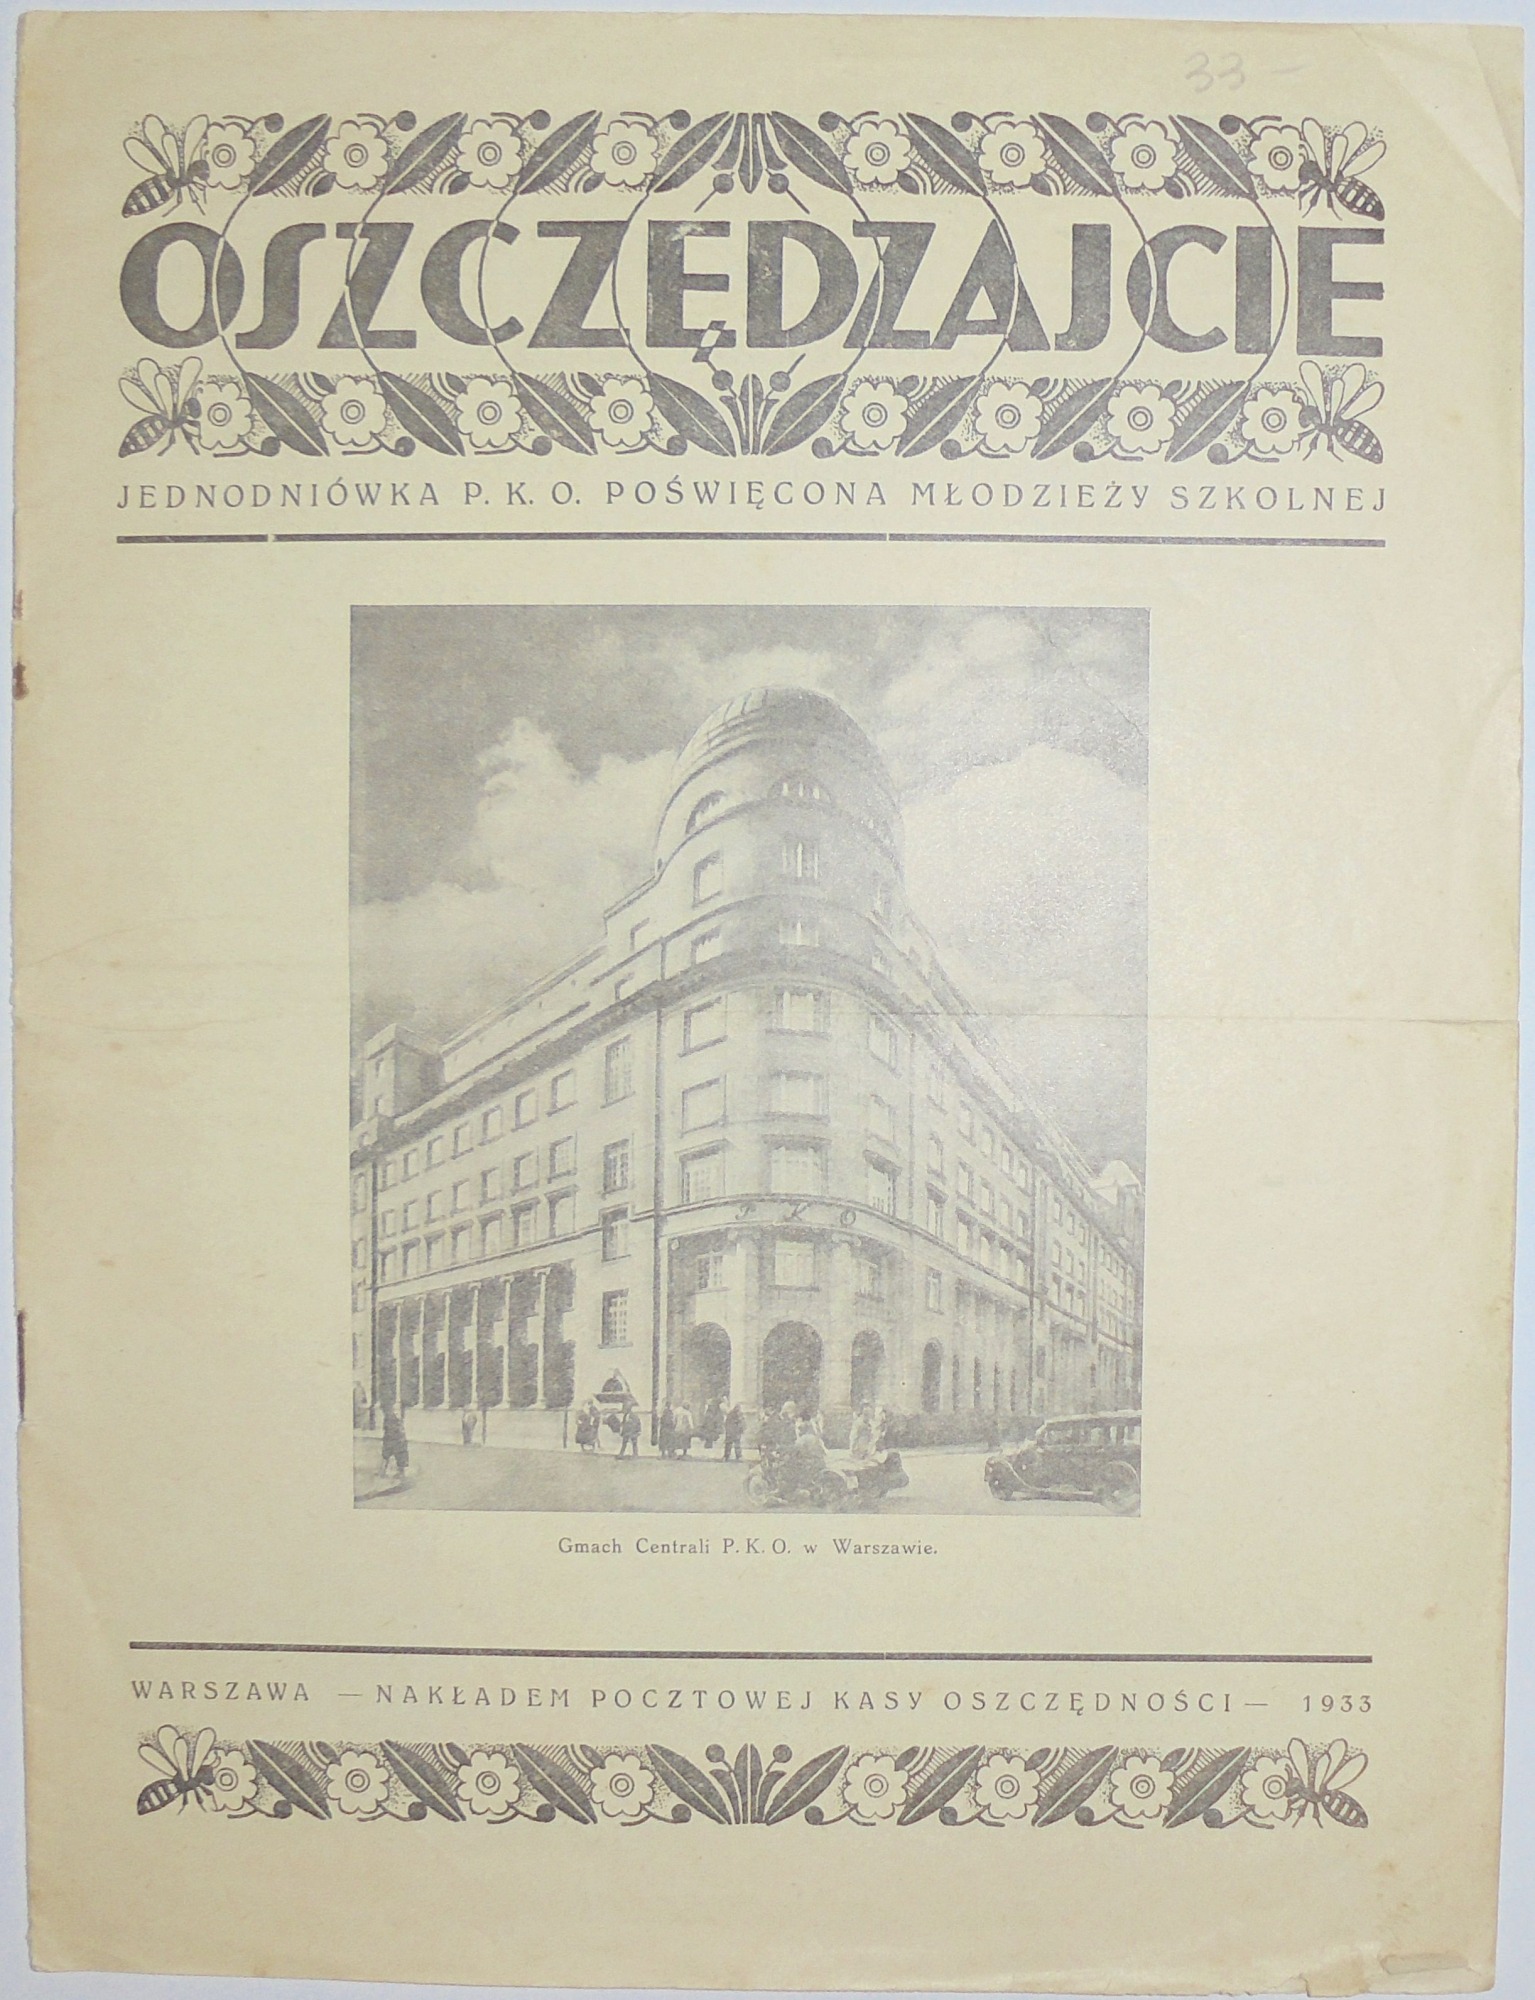 33 –
OSZCZĘDZAJCIE
JEDNODNIÓWKA P. K. O. POŚWIĘCONA MŁODZIEŻY SZKOLNEJ
P K O
Gmach Centrali P. K. O. w Warszawie.
WARSZAWA — NAKŁADEM POCZTOWEJ KASY OSZCZĘDNOŚCI — 1933